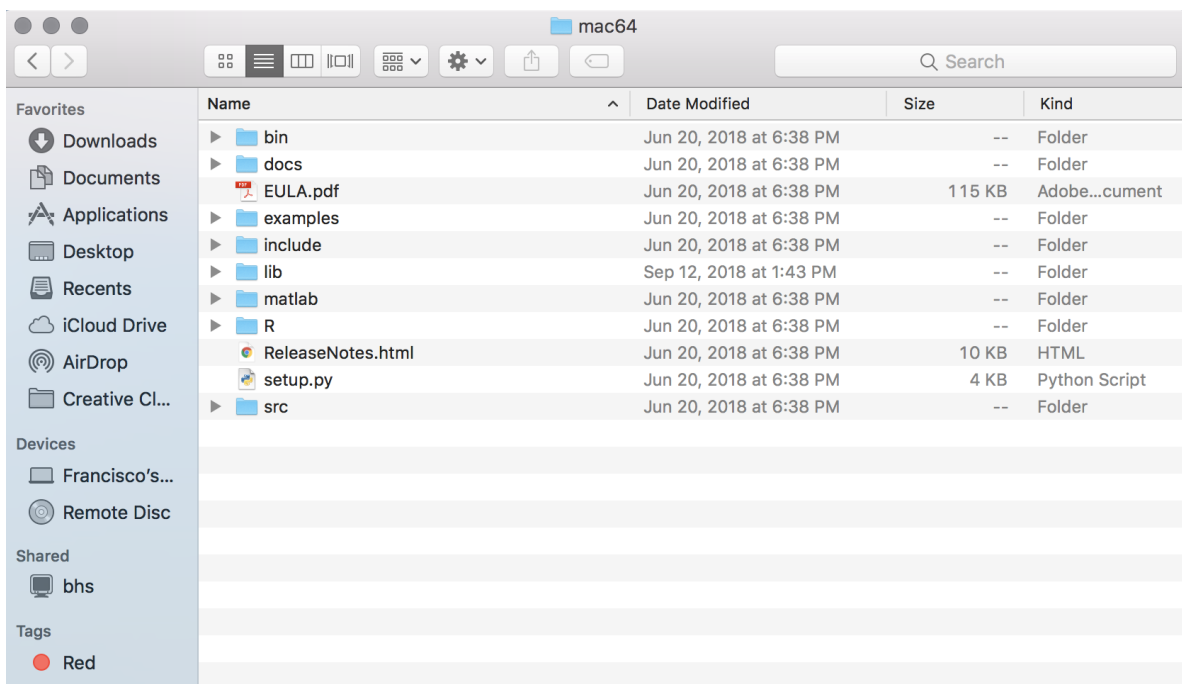 mac64
Search
Favorites
Downloads
Documents
Applications
Desktop
Recents
iCloud Drive
AirDrop
Creative Cl...
Devices
Francisco's...
Remote Disc
Shared
bhs
Tags
Red
Name Date Modified Size Kind
bin Jun 20, 2018 at 6:38 PM -- Folder
docs Jun 20, 2018 at 6:38 PM -- Folder
EULA.pdf Jun 20, 2018 at 6:38 PM 115 KB Adobe...cument
examples Jun 20, 2018 at 6:38 PM -- Folder
include Jun 20, 2018 at 6:38 PM -- Folder
lib Sep 12, 2018 at 1:43 PM -- Folder
matlab Jun 20, 2018 at 6:38 PM -- Folder
R Jun 20, 2018 at 6:38 PM -- Folder
ReleaseNotes.html Jun 20, 2018 at 6:38 PM 10 KB HTML
setup.py Jun 20, 2018 at 6:38 PM 4 KB Python Script
src Jun 20, 2018 at 6:38 PM -- Folder